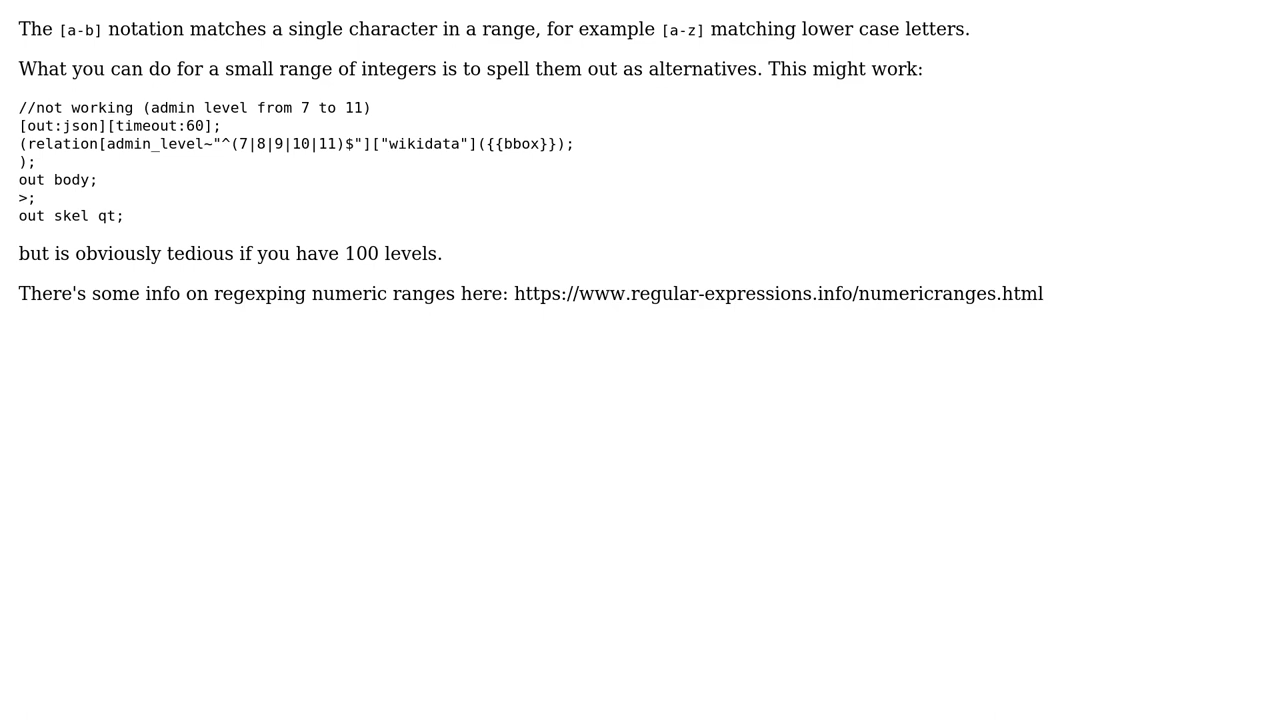 The [a-b] notation matches a single character in a range, for example [a-z] matching lower case letters.
What you can do for a small range of integers is to spell them out as alternatives. This might work:
//not working (admin level from 7 to 11)
[out:json][timeout:60];
(relation[admin_level~"^(7|8|9|10|11)$"]["wikidata"]({{bbox}});
);
out body;
>;
out skel qt;
but is obviously tedious if you have 100 levels.
There's some info on regexping numeric ranges here: https://www.regular-expressions.info/numericranges.html